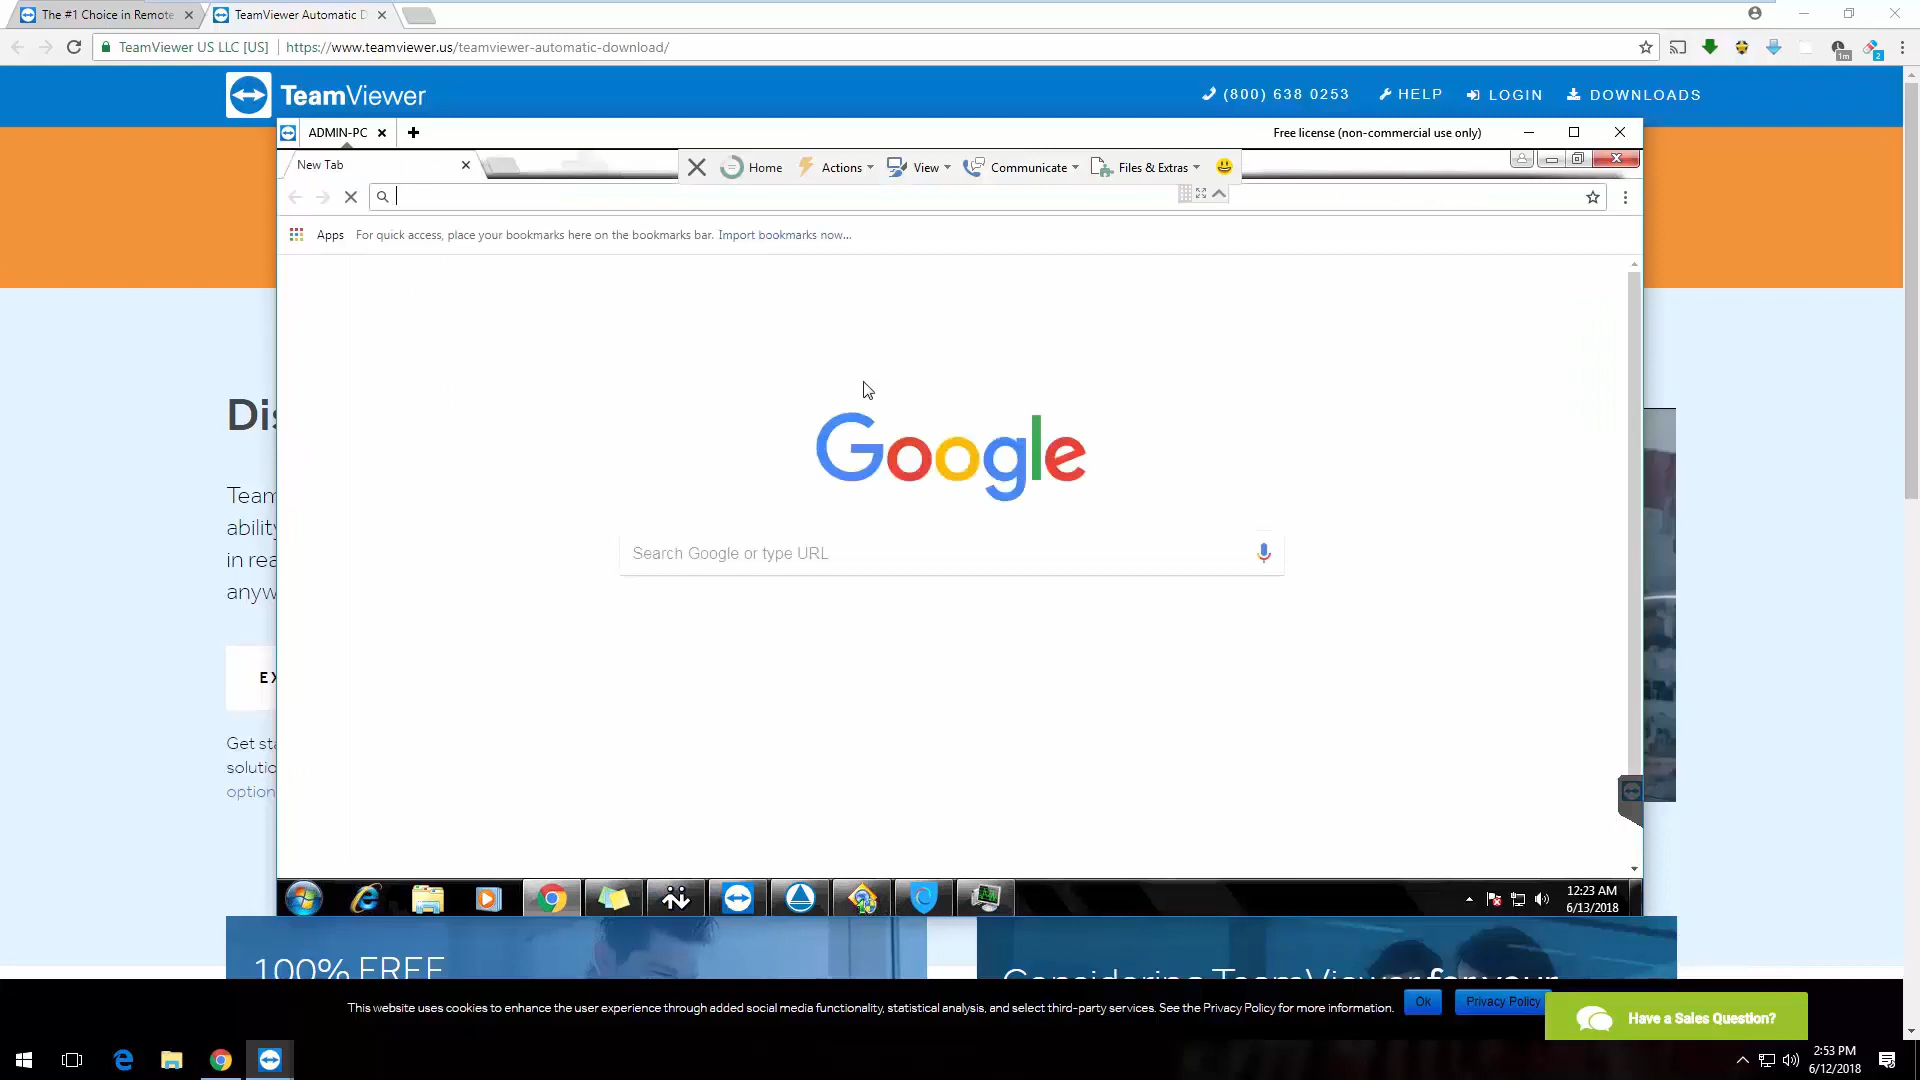 The #1 Choice in Remote
TeamViewer Automatic D
TeamViewer US LLC [US]
https://www.teamviewer.us/teamviewer-automatic-download/
1m
2
TeamViewer
(800) 638 0253
HELP
LOGIN
DOWNLOADS
ADMIN-PC
Free license (non-commercial use only)
New Tab
Home
Actions
View
Communicate
Files & Extras
Apps
For quick access, place your bookmarks here on the bookmarks bar.
Import bookmarks now...
Google
Search Google or type URL
Dis
Team
ability
in rea
anyw
EX
Get sta
solutio
option
12:23 AM
6/13/2018
100% FREE
Considering TeamViewer for your
This website uses cookies to enhance the user experience through added social media functionality, statistical analysis, and select third-party services. See the Privacy Policy for more information.
Ok
Privacy Policy
Have a Sales Question?
2:53 PM
6/12/2018